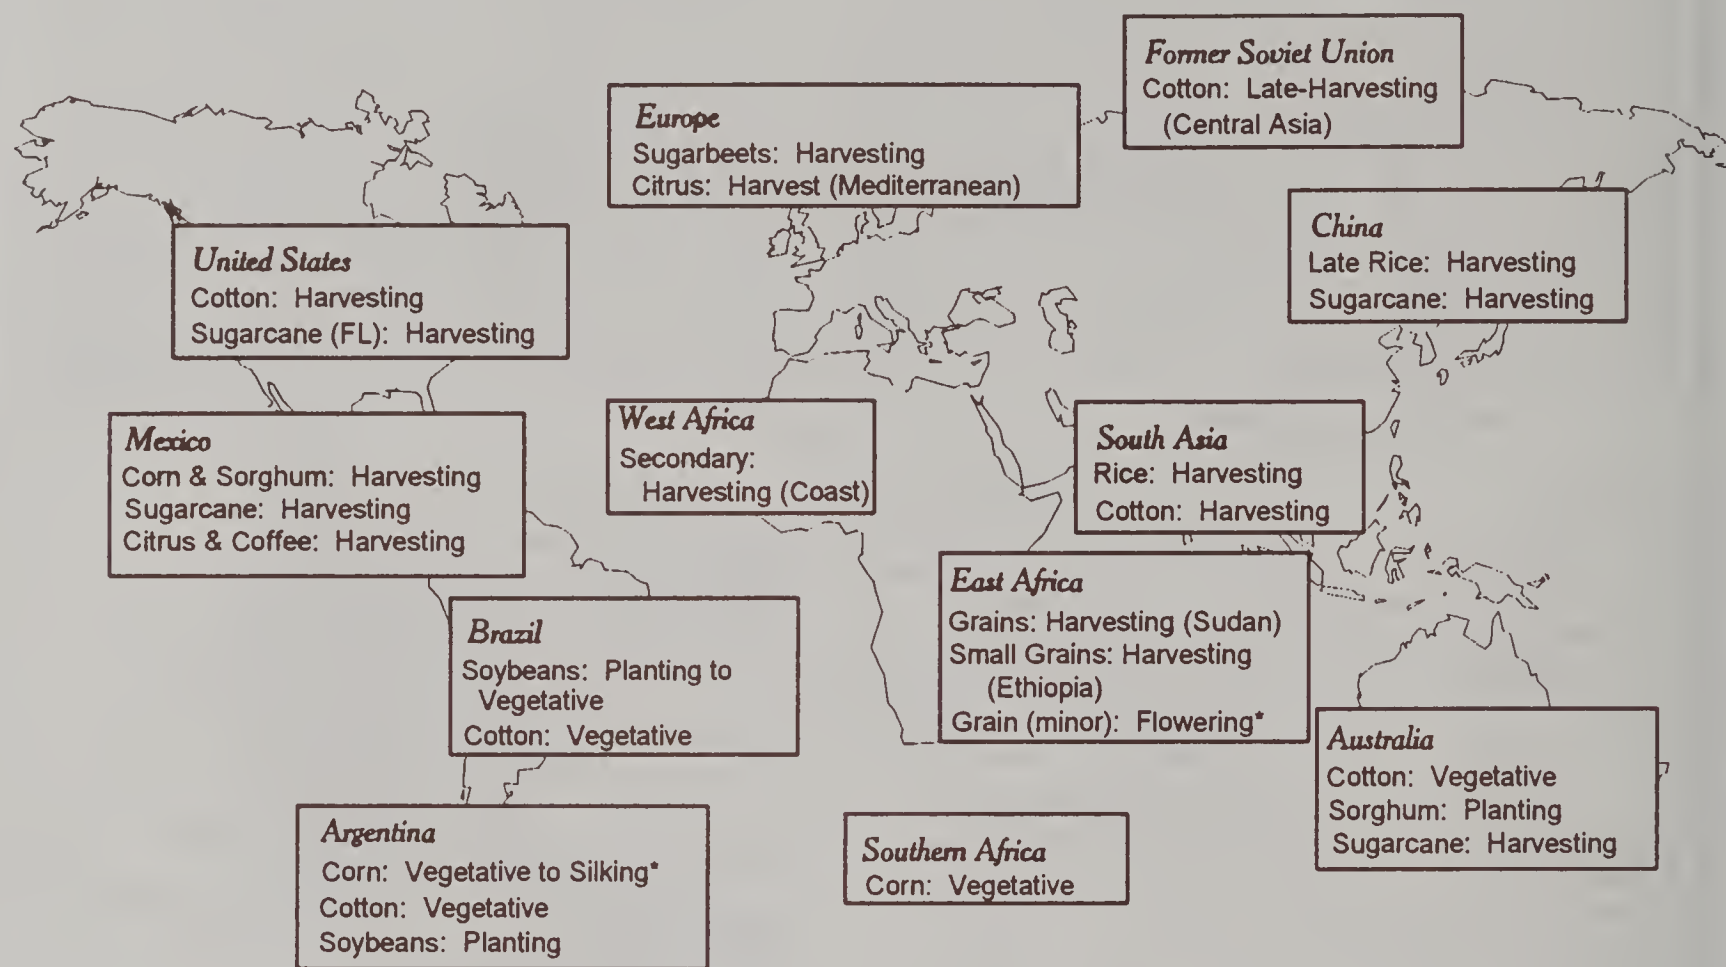 Former Soviet Union
Cotton: Late-Harvesting
(Central Asia)
Europe
Sugarbeets: Harvesting
Citrus: Harvest (Mediterranean)
China
Late Rice: Harvesting
Sugarcane: Harvesting
United States
Cotton: Harvesting
Sugarcane (FL): Harvesting
Mexico
Corn & Sorghum: Harvesting
Sugarcane: Harvesting
Citrus & Coffee: Harvesting
West Africa
Secondary:
Harvesting (Coast)
South Asia
Rice: Harvesting
Cotton: Harvesting
East Africa
Grains: Harvesting (Sudan)
Small Grains: Harvesting
(Ethiopia)
Grain (minor): Flowering*
Brazil
Soybeans: Planting to
Vegetative
Cotton: Vegetative
Australia
Cotton: Vegetative
Sorghum: Planting
Sugarcane: Harvesting
Argentina
Corn: Vegetative to Silking*
Cotton: Vegetative
Soybeans: Planting
Southern Africa
Corn: Vegetative